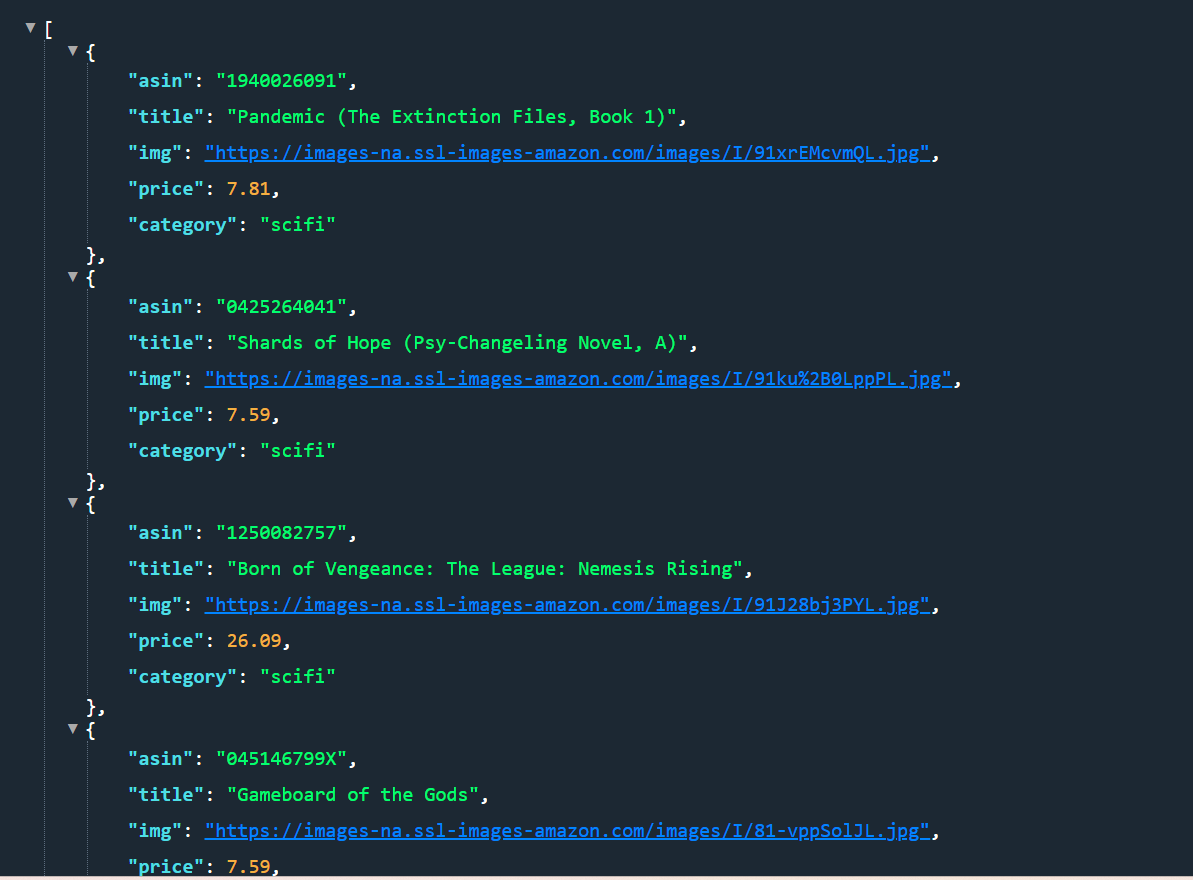 [
{
"asin": "1940026091",
"title": "Pandemic (The Extinction Files, Book 1)",
"img": "https://images-na.ssl-images-amazon.com/images/I/91xrEMcvmQL.jpg",
"price": 7.81,
"category": "scifi"
},
{
"asin": "0425264041",
"title": "Shards of Hope (Psy-Changeling Novel, A)",
"img": "https://images-na.ssl-images-amazon.com/images/I/91ku%2B0LppPL.jpg",
"price": 7.59,
"category": "scifi"
},
{
"asin": "1250082757",
"title": "Born of Vengeance: The League: Nemesis Rising",
"img": "https://images-na.ssl-images-amazon.com/images/I/91J28bj3PYL.jpg",
"price": 26.09,
"category": "scifi"
},
{
"asin": "045146799X",
"title": "Gameboard of the Gods",
"img": "https://images-na.ssl-images-amazon.com/images/I/81-vppSolJL.jpg",
"price": 7.59,